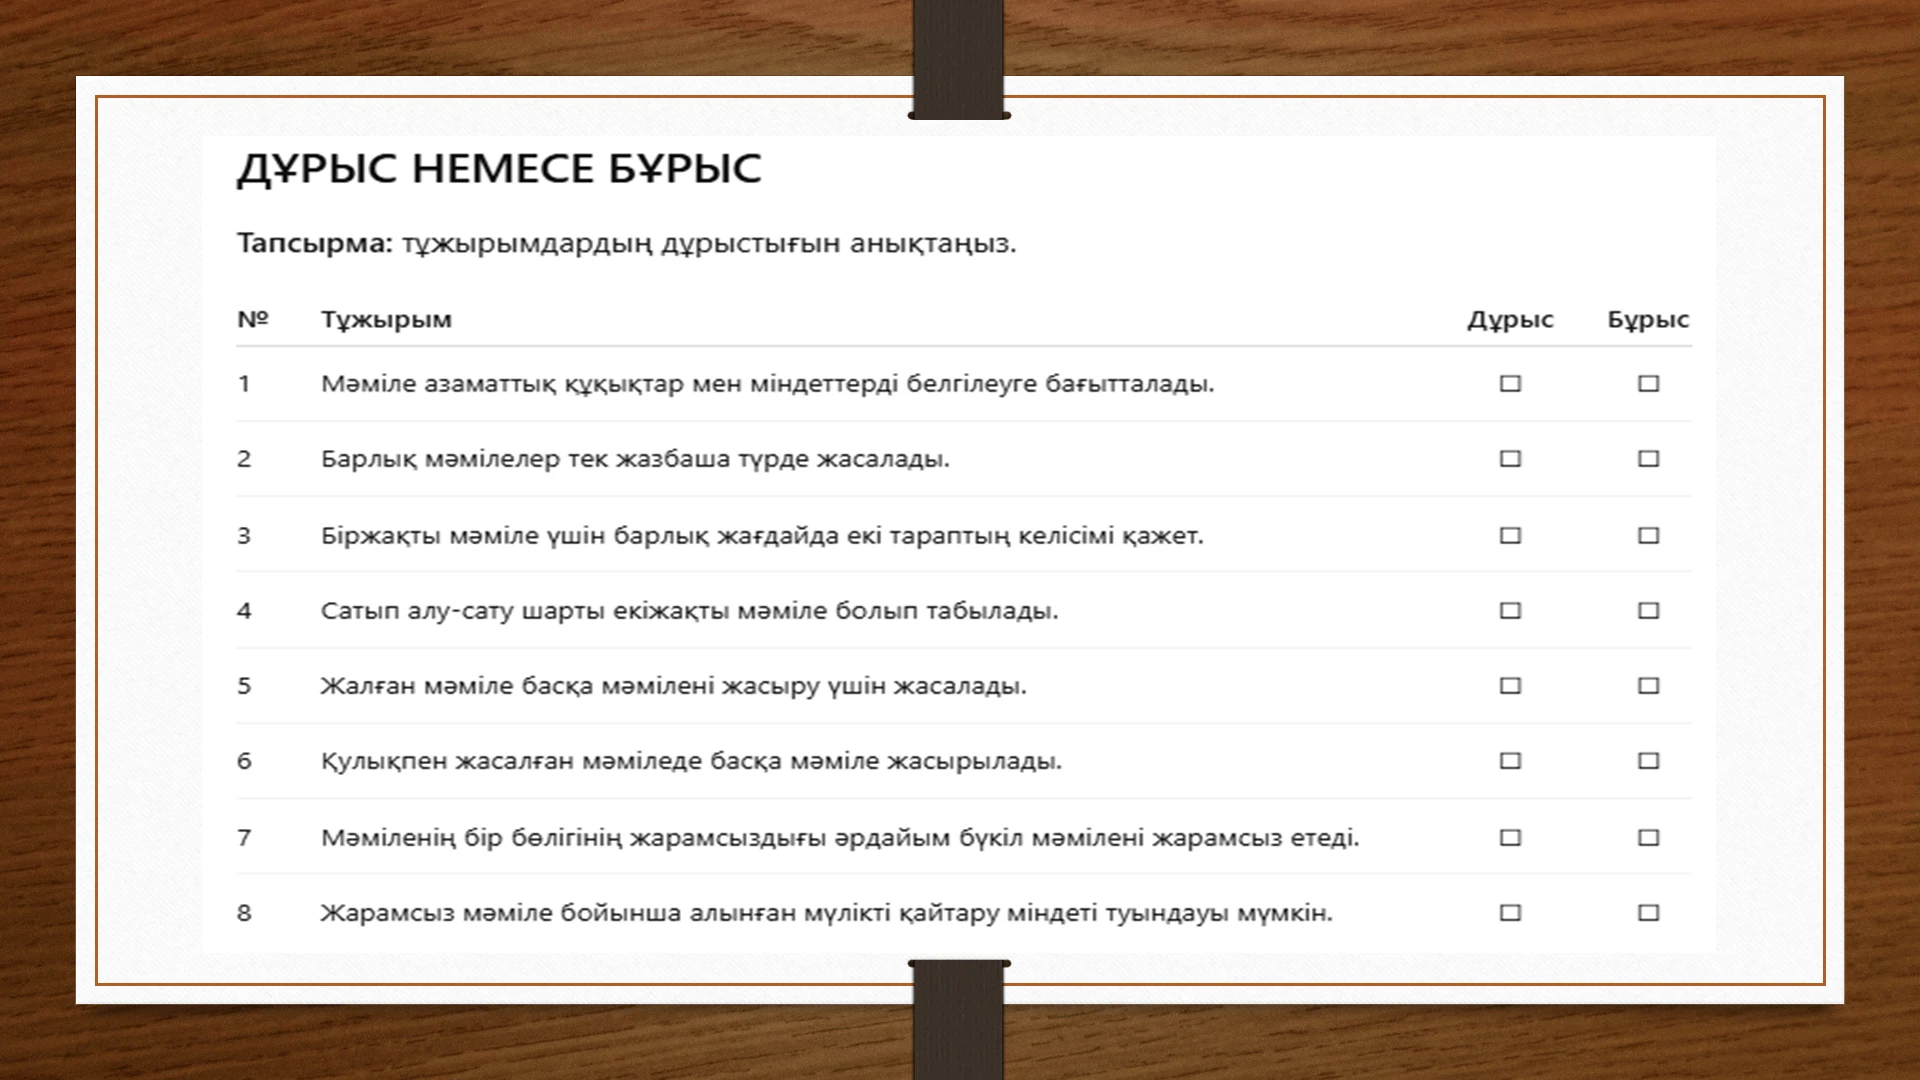 ДҰРЫС НЕМЕСЕ БҰРЫС
Тапсырма: тұжырымдардың дұрыстығын анықтаңыз.
№ Тұжырым Дұрыс Бұрыс
1 Мәміле азаматтық құқықтар мен міндеттерді белгілеуге бағытталады. ☐ ☐
2 Барлық мәмілелер тек жазбаша түрде жасалады. ☐ ☐
3 Біржақты мәміле үшін барлық жағдайда екі тараптың келісімі қажет. ☐ ☐
4 Сатып алу-сату шарты екіжақты мәміле болып табылады. ☐ ☐
5 Жалған мәміле басқа мәмілені жасыру үшін жасалады. ☐ ☐
6 Қулықпен жасалған мәміледе басқа мәміле жасырылады. ☐ ☐
7 Мәміленің бір бөлігінің жарамсыздығы әрдайым бүкіл мәмілені жарамсыз етеді. ☐ ☐
8 Жарамсыз мәміле бойынша алынған мүлікті қайтару міндеті туындауы мүмкін. ☐ ☐